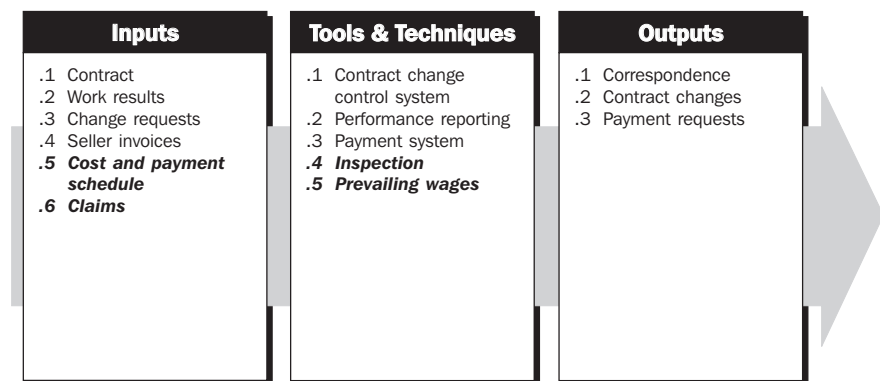 Inputs
.1 Contract
.2 Work results
.3 Change requests
.4 Seller invoices
.5 Cost and payment
schedule
.6 Claims
Tools & Techniques
.1 Contract change
control system
.2 Performance reporting
.3 Payment system
.4 Inspection
.5 Prevailing wages
Outputs
.1 Correspondence
.2 Contract changes
.3 Payment requests